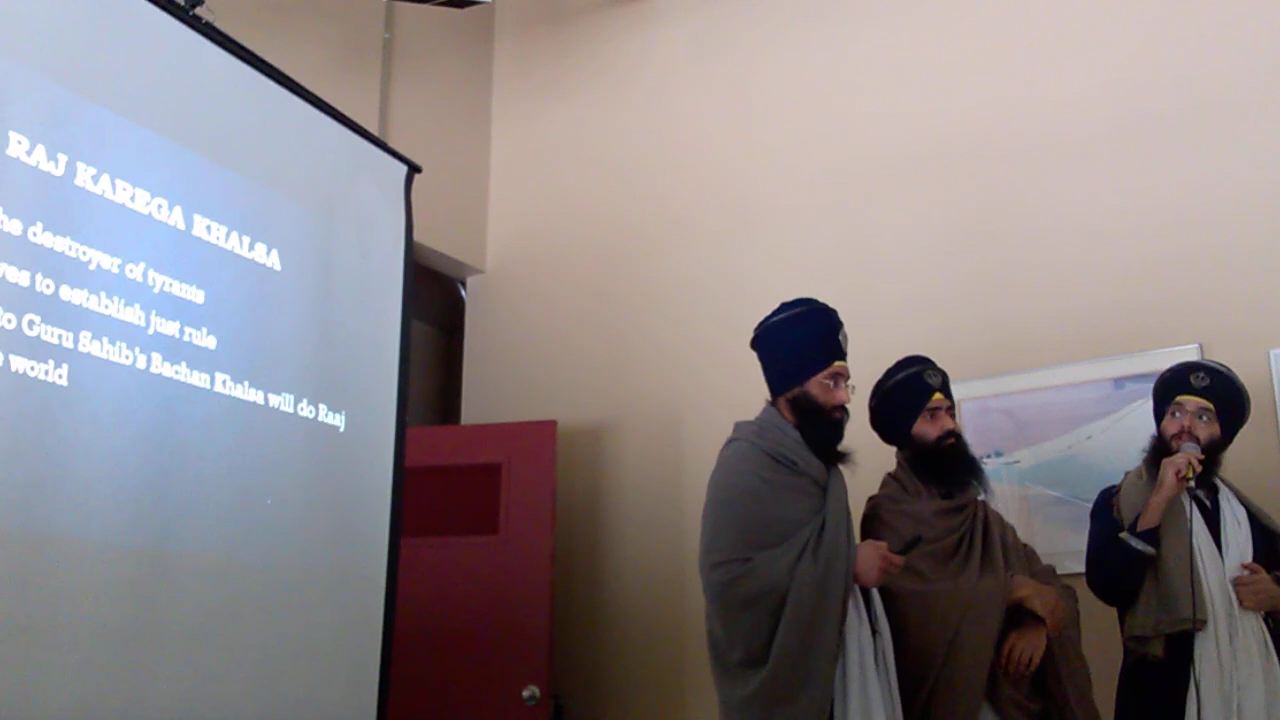 RAJ KAREGA KHALSA
he destroyer of tyrants
ves to establish just rule
to Guru Sahib's Bachan Khalsa will do Raaj
e world